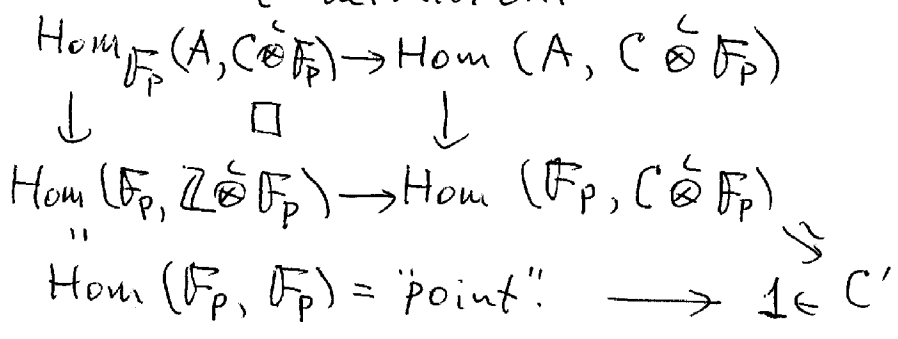 Hom_{𝔽_p}(A, C ⊗^L 𝔽_p) → Hom (A, C ⊗^L 𝔽_p)
↓ □ ↓
Hom (𝔽_p, ℤ ⊗^L 𝔽_p) → Hom (𝔽_p, C ⊗^L 𝔽_p)
"
Hom (𝔽_p, 𝔽_p) = "point". ⟶ 1 ∈ C'